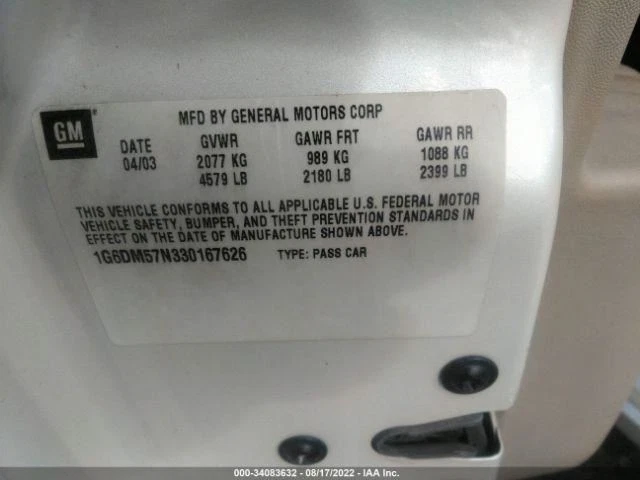 GM ®
MFD BY GENERAL MOTORS CORP
DATE GVWR GAWR FRT GAWR RR
04/03 2077 KG 989 KG 1088 KG
4579 LB 2180 LB 2399 LB
THIS VEHICLE CONFORMS TO ALL APPLICABLE U.S. FEDERAL MOTOR
VEHICLE SAFETY, BUMPER, AND THEFT PREVENTION STANDARDS IN
EFFECT ON THE DATE OF MANUFACTURE SHOWN ABOVE.
1G6DM57N330167626 TYPE: PASS CAR
000-34083632 - 08/17/2022 - IAA Inc.